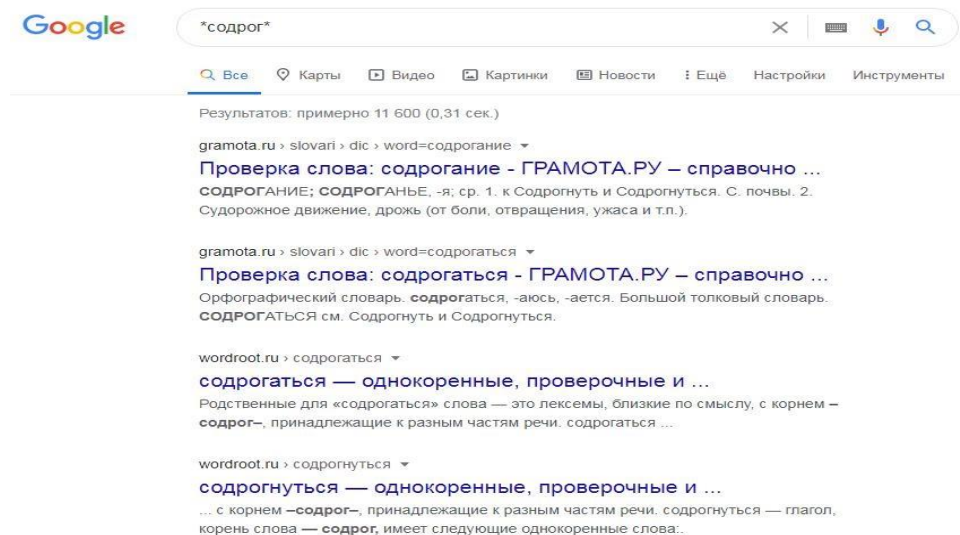 Google
*содрог*
Все Карты Видео Картинки Новости Ещё Настройки Инструменты
Результатов: примерно 11 600 (0,31 сек.)
gramota.ru › slovari › dic › word=содрогание
Проверка слова: содрогание - ГРАМОТА.РУ – справочно ...
СОДРОГАНИЕ; СОДРОГАНЬЕ, -я; ср. 1. к Содрогнуть и Содрогнуться. С. почвы. 2.
Судорожное движение, дрожь (от боли, отвращения, ужаса и т.п.).
gramota.ru › slovari › dic › word=содрогаться
Проверка слова: содрогаться - ГРАМОТА.РУ – справочно ...
Орфографический словарь. содрогаться, -аюсь, -ается. Большой толковый словарь.
СОДРОГАТЬСЯ см. Содрогнуть и Содрогнуться.
wordroot.ru › содрогаться
содрогаться — однокоренные, проверочные и ...
Родственные для «содрогаться» слова — это лексемы, близкие по смыслу, с корнем –
содрог–, принадлежащие к разным частям речи. содрогаться ...
wordroot.ru › содрогнуться
содрогнуться — однокоренные, проверочные и ...
... с корнем –содрог–, принадлежащие к разным частям речи. содрогнуться — глагол,
корень слова — содрог, имеет следующие однокоренные слова:.